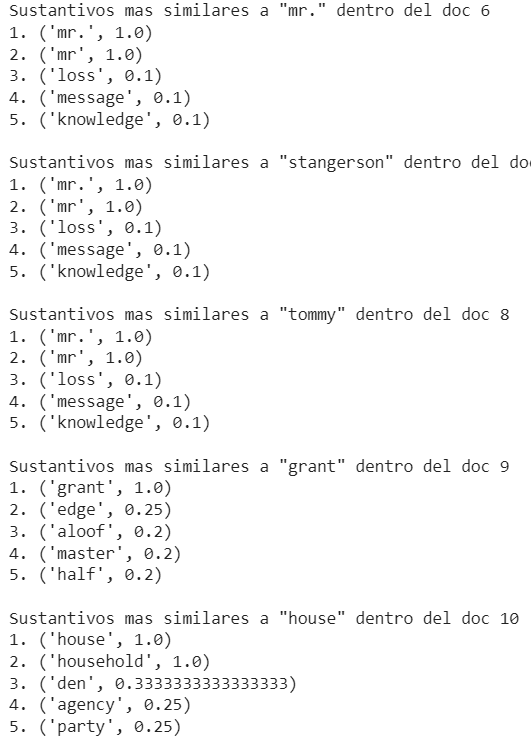 Sustantivos mas similares a "mr." dentro del doc 6
1. ('mr.', 1.0)
2. ('mr', 1.0)
3. ('loss', 0.1)
4. ('message', 0.1)
5. ('knowledge', 0.1)
Sustantivos mas similares a "stangerson" dentro del
1. ('mr.', 1.0)
2. ('mr', 1.0)
3. ('loss', 0.1)
4. ('message', 0.1)
5. ('knowledge', 0.1)
Sustantivos mas similares a "tommy" dentro del doc 8
1. ('mr.', 1.0)
2. ('mr', 1.0)
3. ('loss', 0.1)
4. ('message', 0.1)
5. ('knowledge', 0.1)
Sustantivos mas similares a "grant" dentro del doc 9
1. ('grant', 1.0)
2. ('edge', 0.25)
3. ('aloof', 0.2)
4. ('master', 0.2)
5. ('half', 0.2)
Sustantivos mas similares a "house" dentro del doc 10
1. ('house', 1.0)
2. ('household', 1.0)
3. ('den', 0.3333333333333333)
4. ('agency', 0.25)
5. ('party', 0.25)